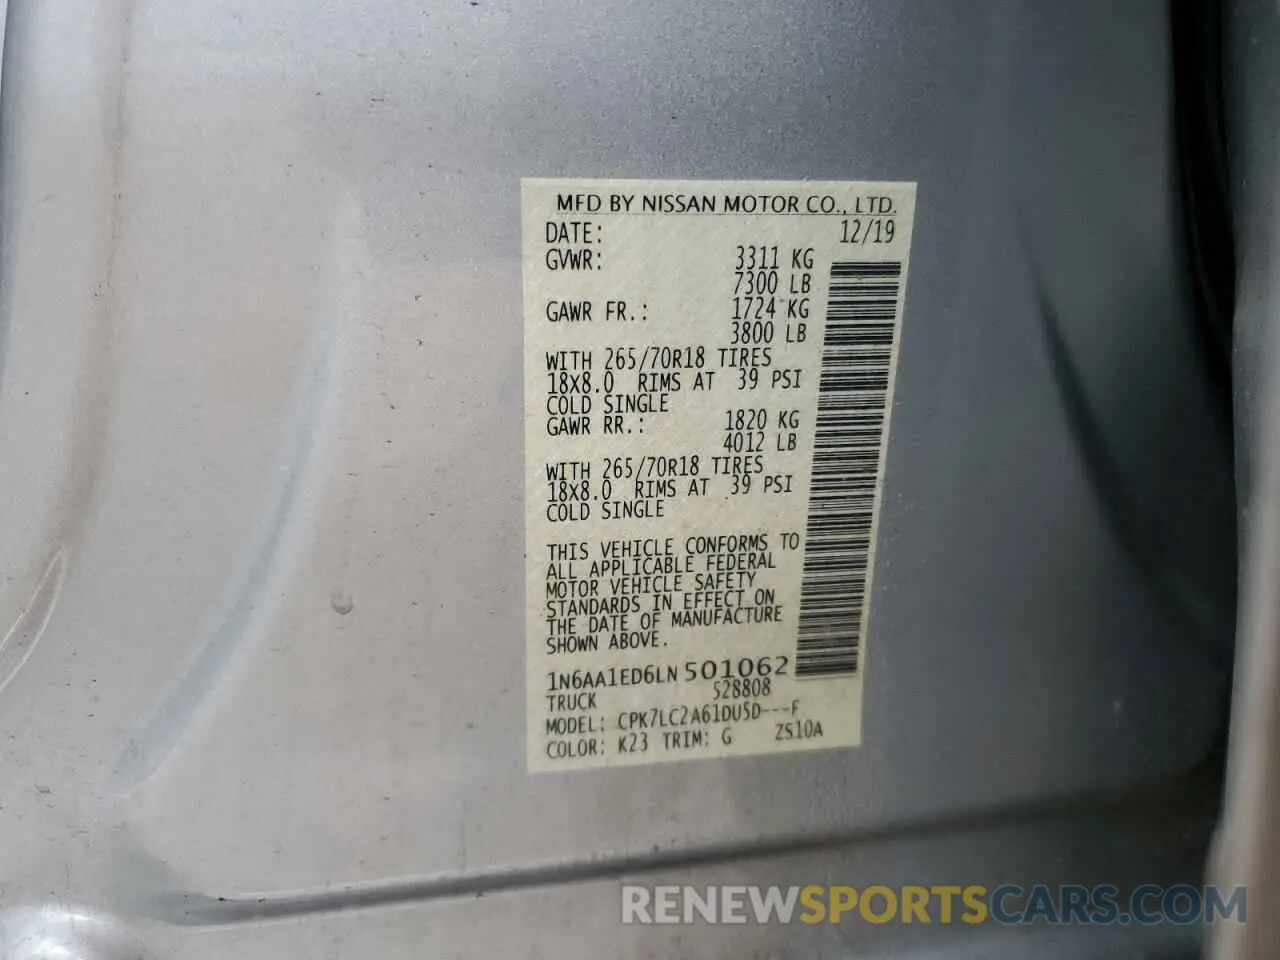 MFD BY NISSAN MOTOR CO., LTD.
DATE: 12/19
GVWR: 3311 KG
7300 LB
GAWR FR.: 1724 KG
3800 LB
WITH 265/70R18 TIRES
18X8.0 RIMS AT 39 PSI
COLD SINGLE
GAWR RR.: 1820 KG
4012 LB
WITH 265/70R18 TIRES
18X8.0 RIMS AT 39 PSI
COLD SINGLE
THIS VEHICLE CONFORMS TO
ALL APPLICABLE FEDERAL
MOTOR VEHICLE SAFETY
STANDARDS IN EFFECT ON
THE DATE OF MANUFACTURE
SHOWN ABOVE.
1N6AA1ED6LN501062
TRUCK 528808
MODEL: CPK7LC2A61DU5D---F
COLOR: K23 TRIM: G ZS10A
RENEWSPORTSCARS.COM